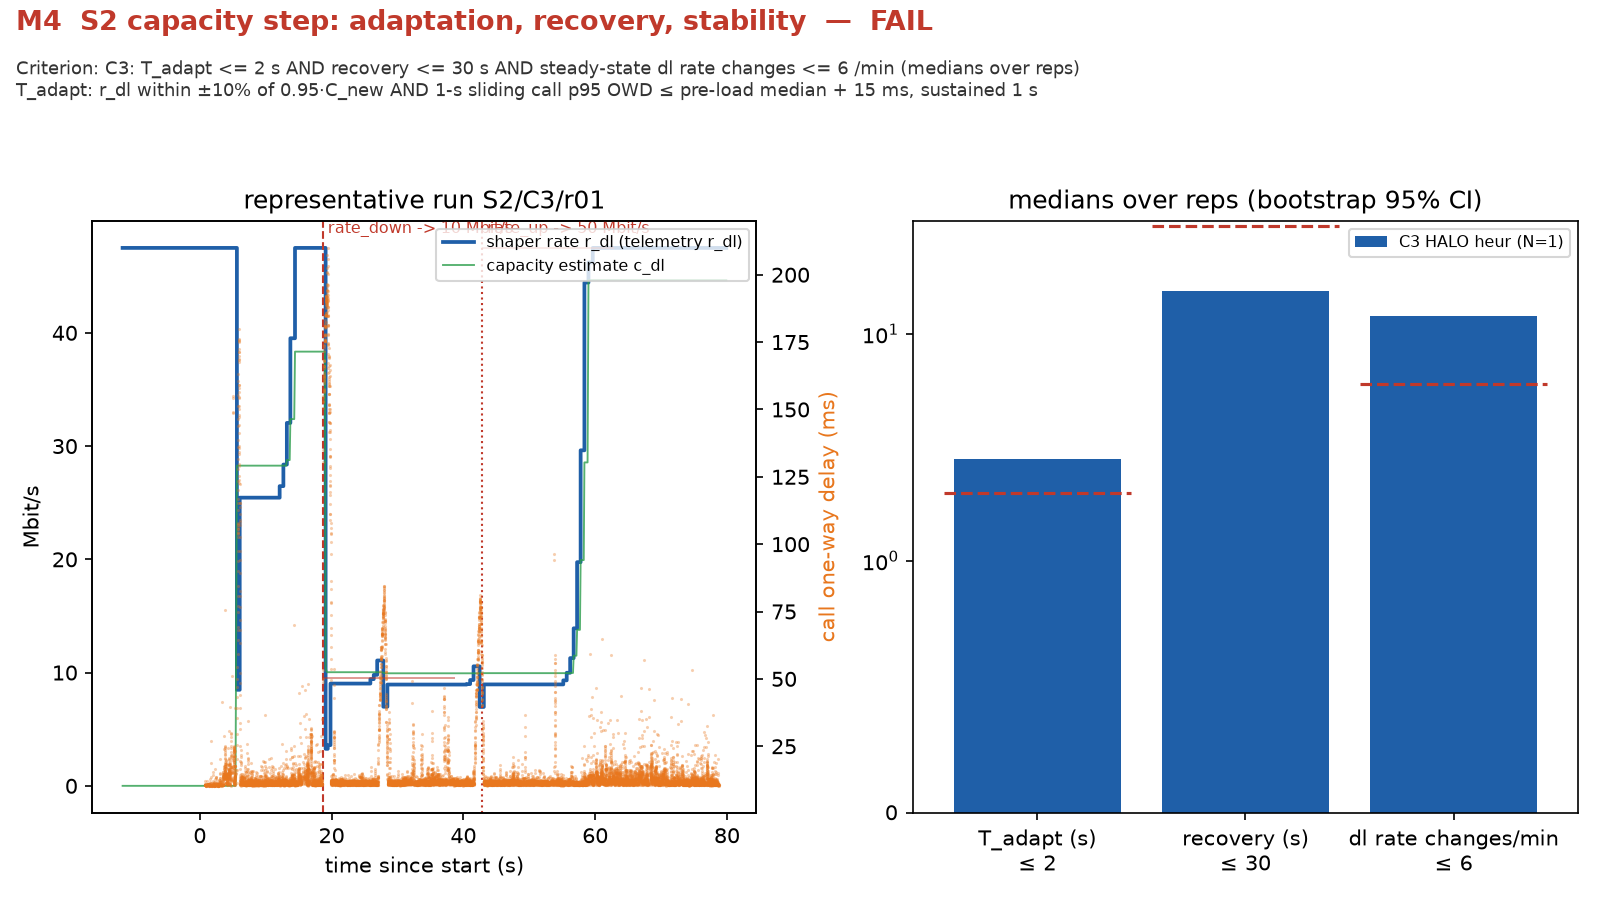 M4  S2 capacity step: adaptation, recovery, stability  —  FAIL
Criterion: C3: T_adapt <= 2 s AND recovery <= 30 s AND steady-state dl rate changes <= 6 /min (medians over reps)
T_adapt: r_dl within ±10% of 0.95·C_new AND 1-s sliding call p95 OWD ≤ pre-load median + 15 ms, sustained 1 s
representative run S2/C3/r01
rate_down -> 10 Mbit/s
rate_up -> 50 Mbit/s
shaper rate r_dl (telemetry r_dl)
capacity estimate c_dl
40
30
20
10
0
Mbit/s
200
175
150
125
100
75
50
25
call one-way delay (ms)
0 20 40 60 80
time since start (s)
medians over reps (bootstrap 95% CI)
C3 HALO heur (N=1)
10¹
10⁰
0
T_adapt (s)
≤ 2
recovery (s)
≤ 30
dl rate changes/min
≤ 6